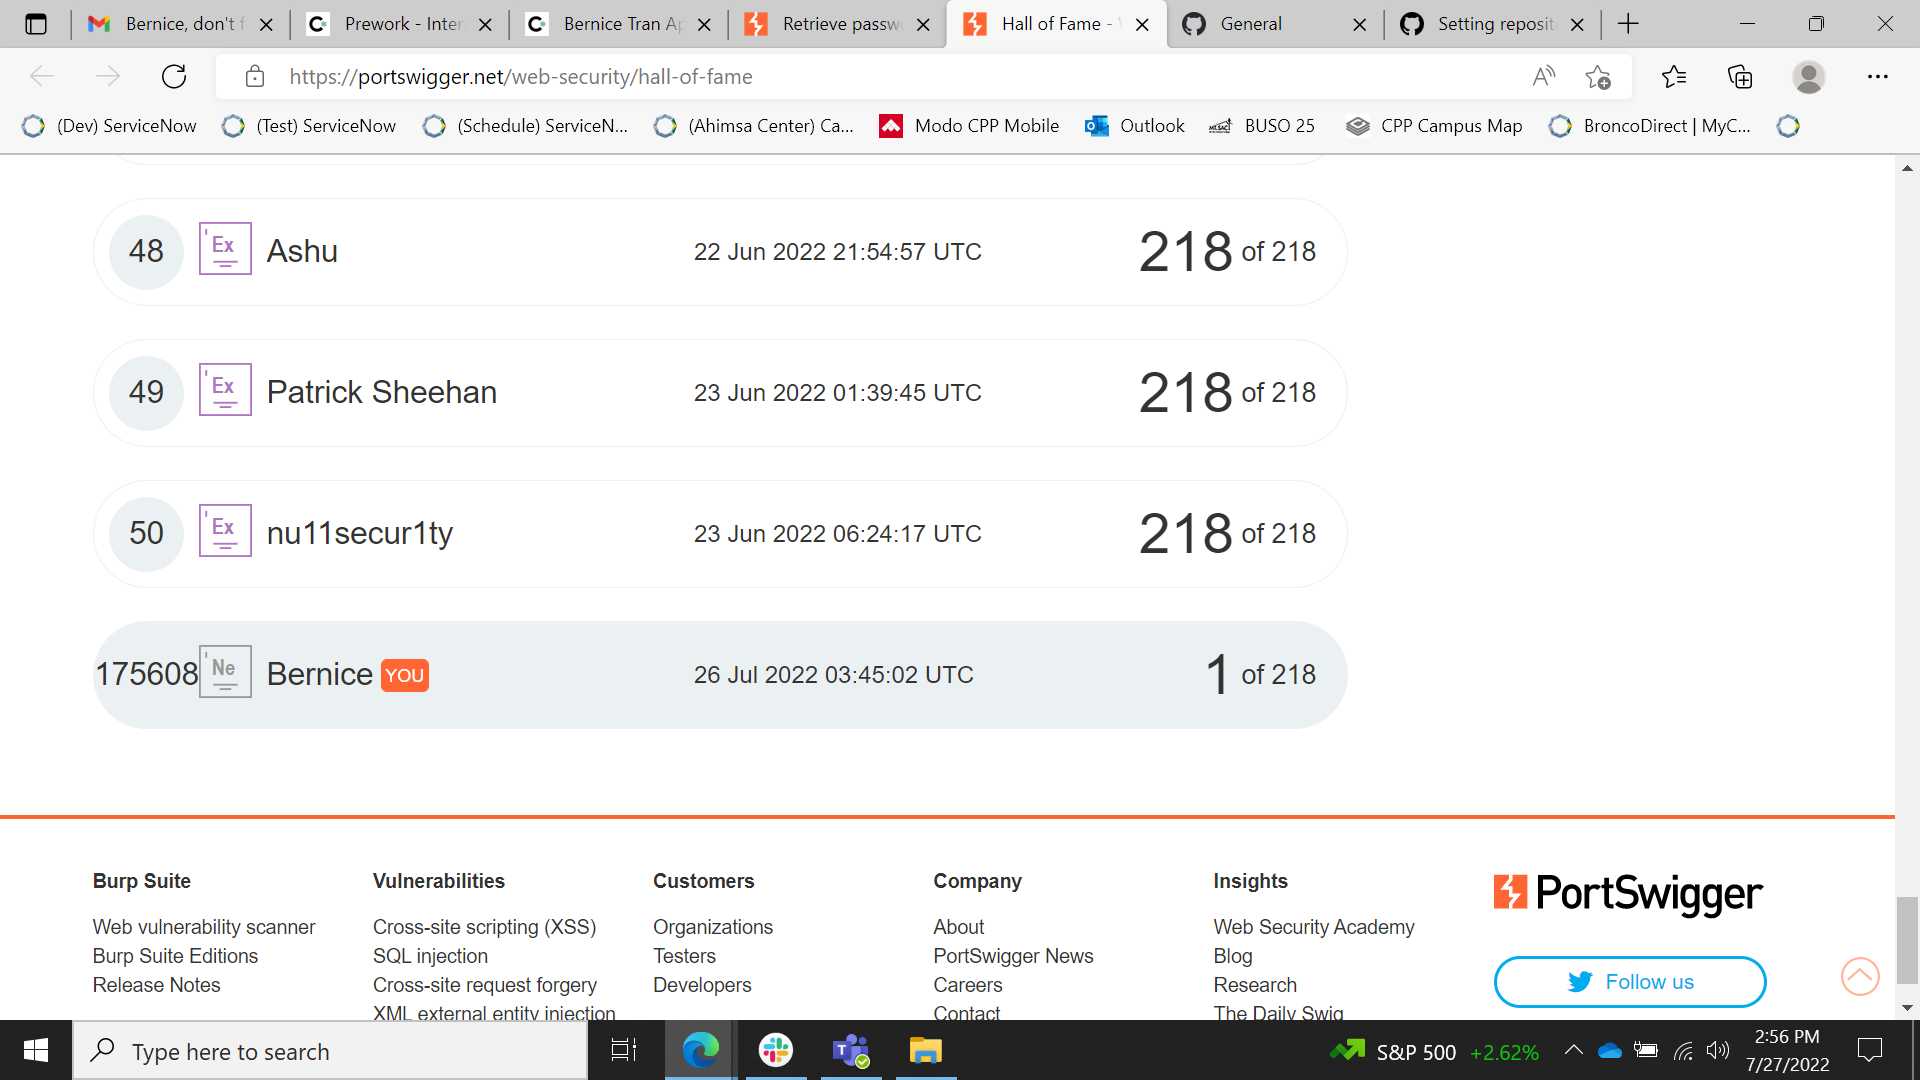 Bernice, don't f
Prework - Inter
Bernice Tran Ap
Retrieve passwo
Hall of Fame - W
General
Setting reposit
https://portswigger.net/web-security/hall-of-fame
(Dev) ServiceNow
(Test) ServiceNow
(Schedule) ServiceN...
(Ahimsa Center) Ca...
Modo CPP Mobile
Outlook
BUSO 25
CPP Campus Map
BroncoDirect | MyC...
48 Ex Ashu 22 Jun 2022 21:54:57 UTC 218 of 218
49 Ex Patrick Sheehan 23 Jun 2022 01:39:45 UTC 218 of 218
50 Ex nu11secur1ty 23 Jun 2022 06:24:17 UTC 218 of 218
175608 Ne Bernice YOU 26 Jul 2022 03:45:02 UTC 1 of 218
Burp Suite
Web vulnerability scanner
Burp Suite Editions
Release Notes
Vulnerabilities
Cross-site scripting (XSS)
SQL injection
Cross-site request forgery
XML external entity injection
Customers
Organizations
Testers
Developers
Company
About
PortSwigger News
Careers
Contact
Insights
Web Security Academy
Blog
Research
The Daily Swig
PortSwigger
Follow us
Type here to search
S&P 500 +2.62%
2:56 PM
7/27/2022